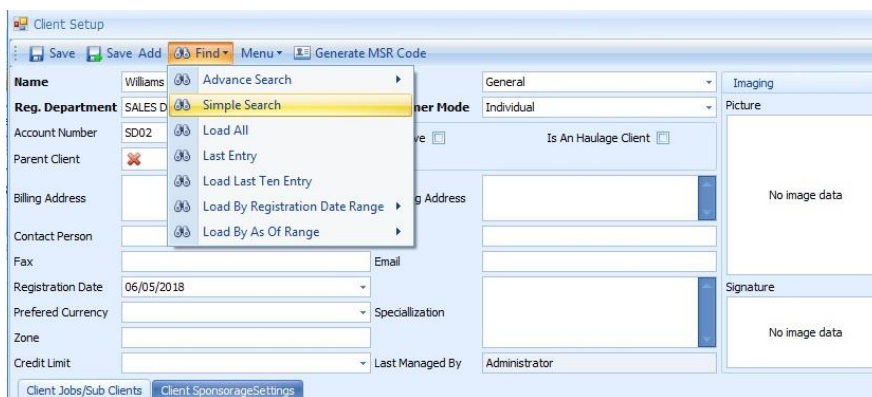 Client Setup
Save Save Add Find Menu Generate MSR Code
Name Williams General Imaging
Advance Search
Reg. Department SALES D ner Mode Individual Picture
Simple Search
Account Number SD02 ve Is An Haulage Client
Load All
Parent Client
Last Entry
Load Last Ten Entry
Billing Address g Address No image data
Load By Registration Date Range
Contact Person
Load By As Of Range
Fax Email
Registration Date 06/05/2018 Signature
Prefered Currency Speciallization
Zone No image data
Credit Limit Last Managed By Administrator
Client Jobs/Sub Clients Client SponsorageSettings